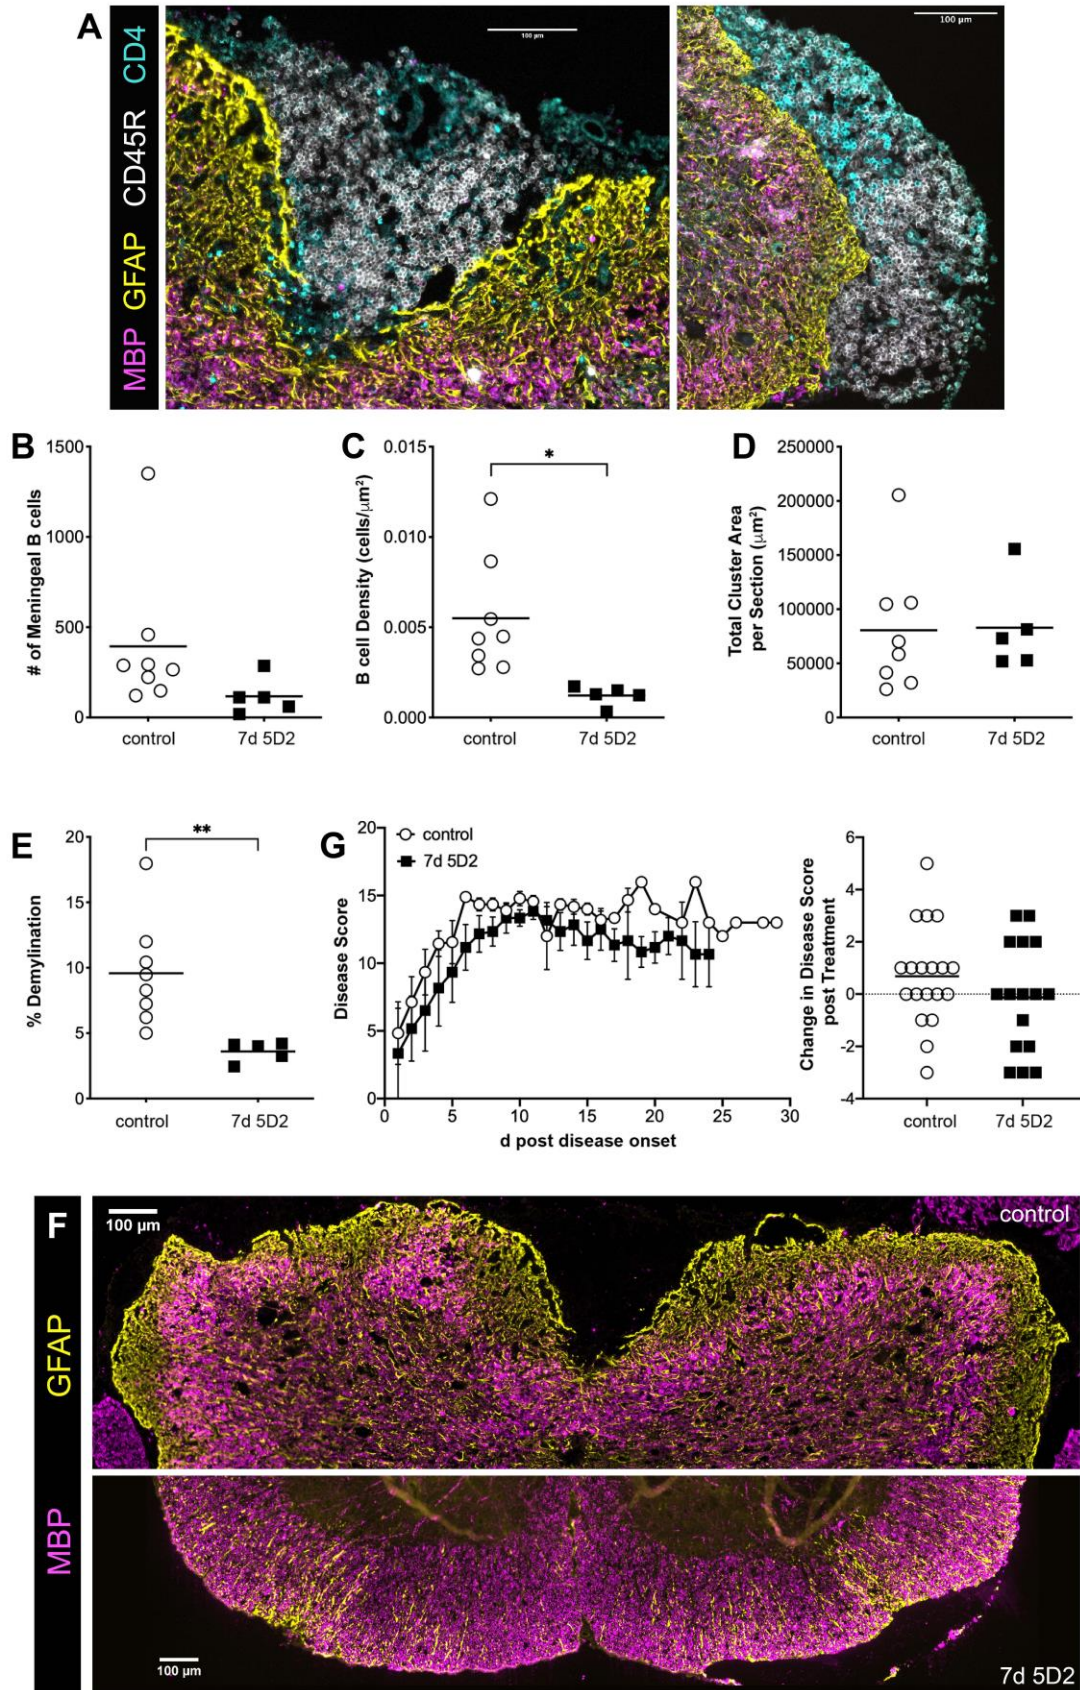 A
MBP GFAP CD45R CD4
100 µm
100 µm
B
# of Meningeal B cells
1500
1000
500
0
control
7d 5D2
C
B cell Density (cells/µm²)
0.015
0.010
0.005
0.000
*
control
7d 5D2
D
Total Cluster Area
per Section (µm²)
250000
200000
150000
100000
50000
0
control
7d 5D2
E
% Demylination
20
15
10
5
0
**
control
7d 5D2
G
Disease Score
20
15
10
5
0
control
7d 5D2
0 5 10 15 20 25 30
d post disease onset
Change in Disease Score
post Treatment
6
4
2
0
-2
-4
control
7d 5D2
F
GFAP
MBP
100 µm
control
100 µm
7d 5D2